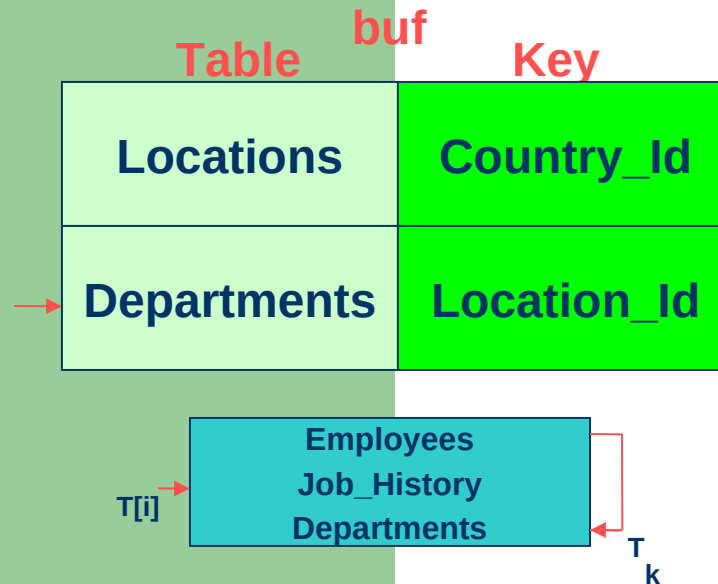 buf
Table Key
Locations Country_Id
Departments Location_Id
Employees
Job_History
T[i]
Departments
T
k